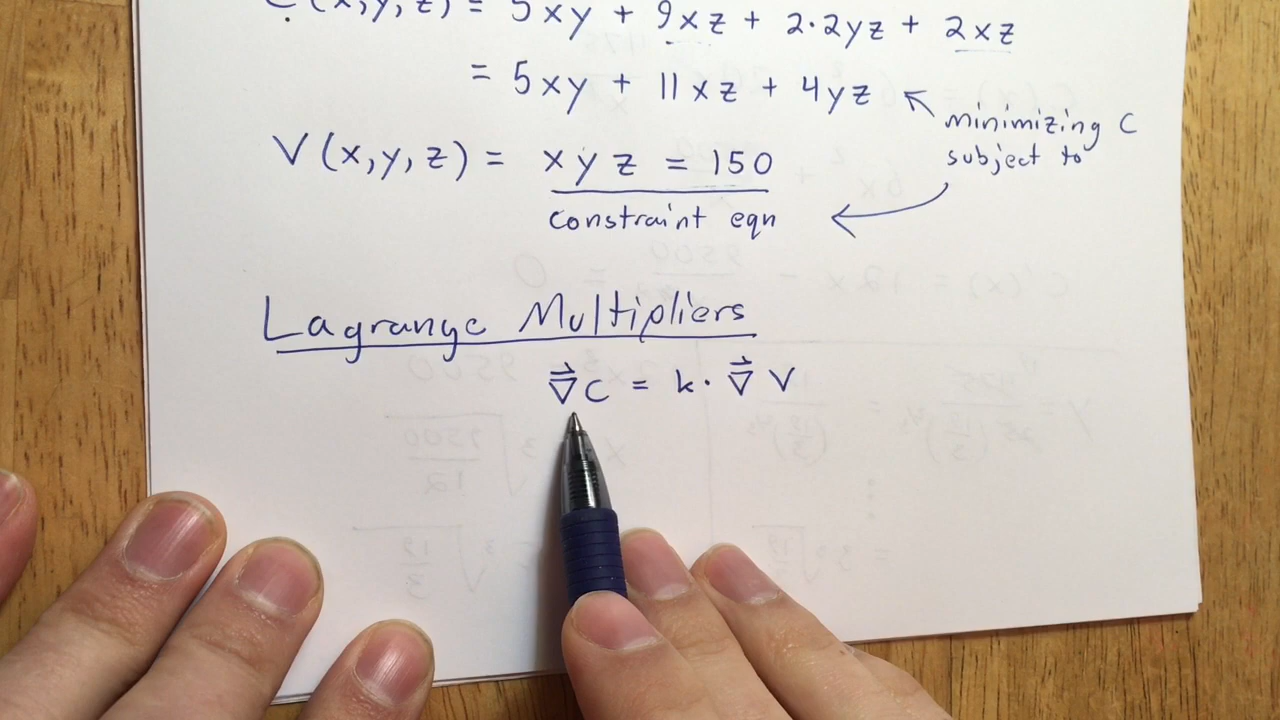 C(x,y,z) = 5xy + 9xz + 2·2yz + 2xz
= 5xy + 11xz + 4yz
minimizing C
subject to
V(x,y,z) = xyz = 150
constraint eqn
Lagrange Multipliers
∇⃗C = k·∇⃗V